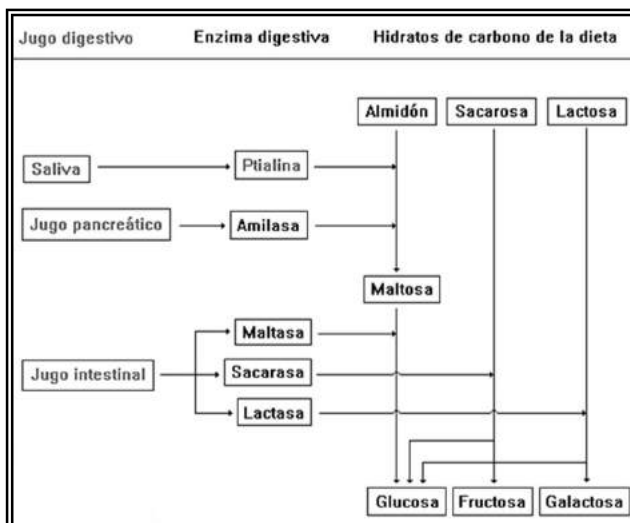 Jugo digestivo Enzima digestiva Hidratos de carbono de la dieta
Almidón Sacarosa Lactosa
Saliva Ptialina
Jugo pancreático Amilasa
Maltosa
Maltasa
Jugo intestinal Sacarasa
Lactasa
Glucosa Fructosa Galactosa